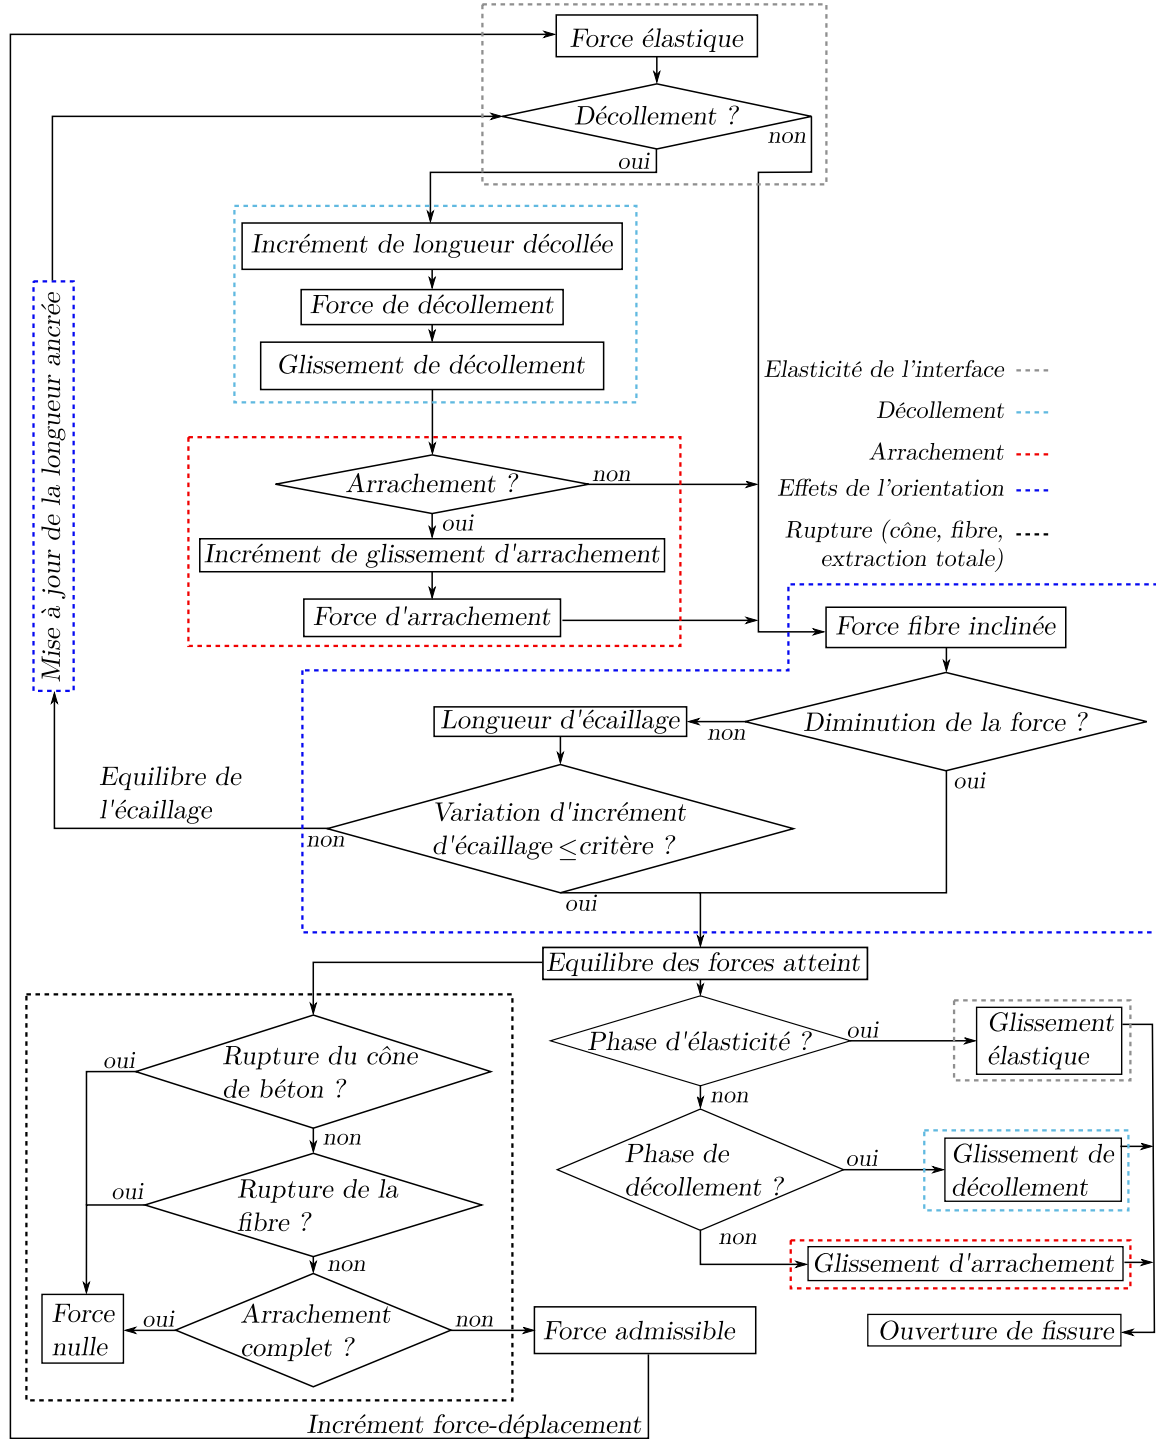 Force élastique
Décollement ?
non
oui
Incrément de longueur décollée
Force de décollement
Glissement de décollement
Mise à jour de la longueur ancrée
Elasticité de l'interface
Décollement
Arrachement
Effets de l'orientation
Rupture (cône, fibre,
extraction totale)
Arrachement ?
non
oui
Incrément de glissement d'arrachement
Force d'arrachement
Force fibre inclinée
Diminution de la force ?
non
oui
Longueur d'écaillage
Equilibre de
l'écaillage
Variation d'incrément
d'écaillage ≤ critère ?
non
oui
Equilibre des forces atteint
Phase d'élasticité ?
oui
Glissement
élastique
non
Phase de
décollement ?
oui
Glissement de
décollement
non
Glissement d'arrachement
Ouverture de fissure
Rupture du cône
de béton ?
oui
non
Rupture de la
fibre ?
oui
non
Arrachement
complet ?
oui
Force
nulle
non
Force admissible
Incrément force-déplacement